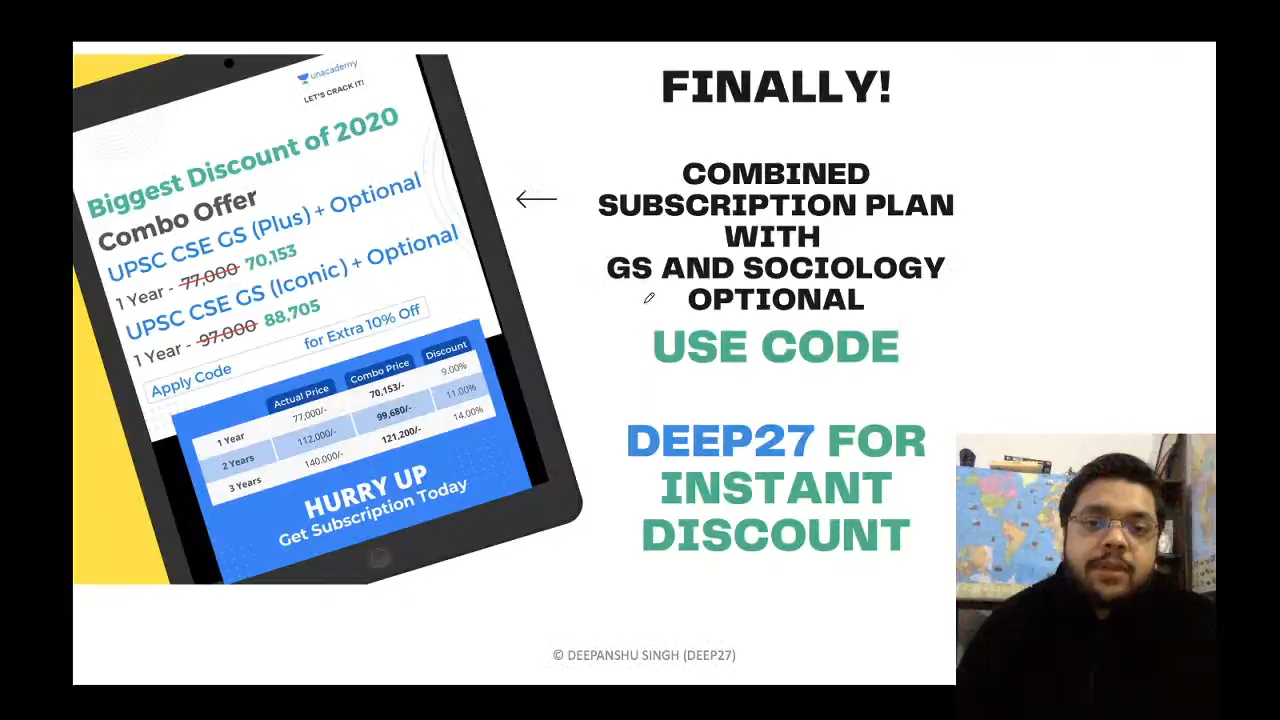 unacademy
LET'S CRACK IT!
Biggest Discount of 2020
Combo Offer
UPSC CSE GS (Plus) + Optional
1 Year - 77,000 70,153
UPSC CSE GS (Iconic) + Optional
1 Year - 97,000 88,705
Apply Code for Extra 10% Off
Actual Price Combo Price Discount
1 Year 77,000/- 70,153/- 9.00%
2 Years 112,000/- 99,680/- 11.00%
3 Years 140,000/- 121,200/- 14.00%
HURRY UP
Get Subscription Today
FINALLY!
COMBINED
SUBSCRIPTION PLAN
WITH
GS AND SOCIOLOGY
OPTIONAL
USE CODE
DEEP27 FOR
INSTANT
DISCOUNT
© DEEPANSHU SINGH (DEEP27)